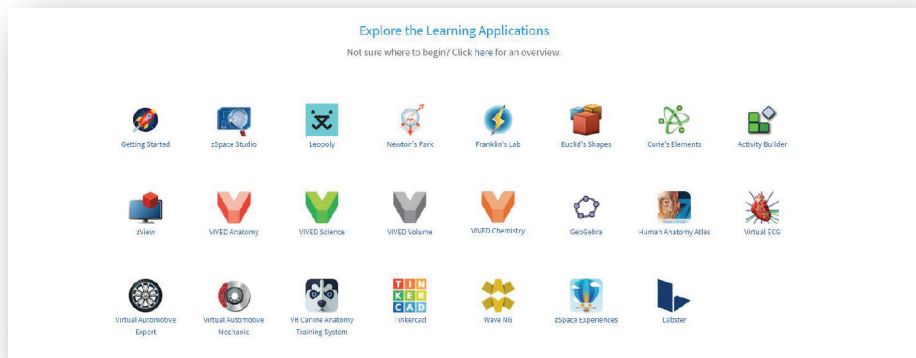 Explore the Learning Applications
Not sure where to begin? Click here for an overview.
Getting Started
zSpace Studio
Leopoly
Newton's Park
Franklin's Lab
Euclid's Shapes
Curie's Elements
Activity Builder
zView
VIVED Anatomy
VIVED Science
VIVED Volume
VIVED Chemistry
GeoGebra
Human Anatomy Atlas
Virtual ECG
Virtual Automotive
Expert
Virtual Automotive
Mechanic
VR Canine Anatomy
Training System
TIN
KER
CAD
Tinkercad
Wave NG
zSpace Experiences
Labster